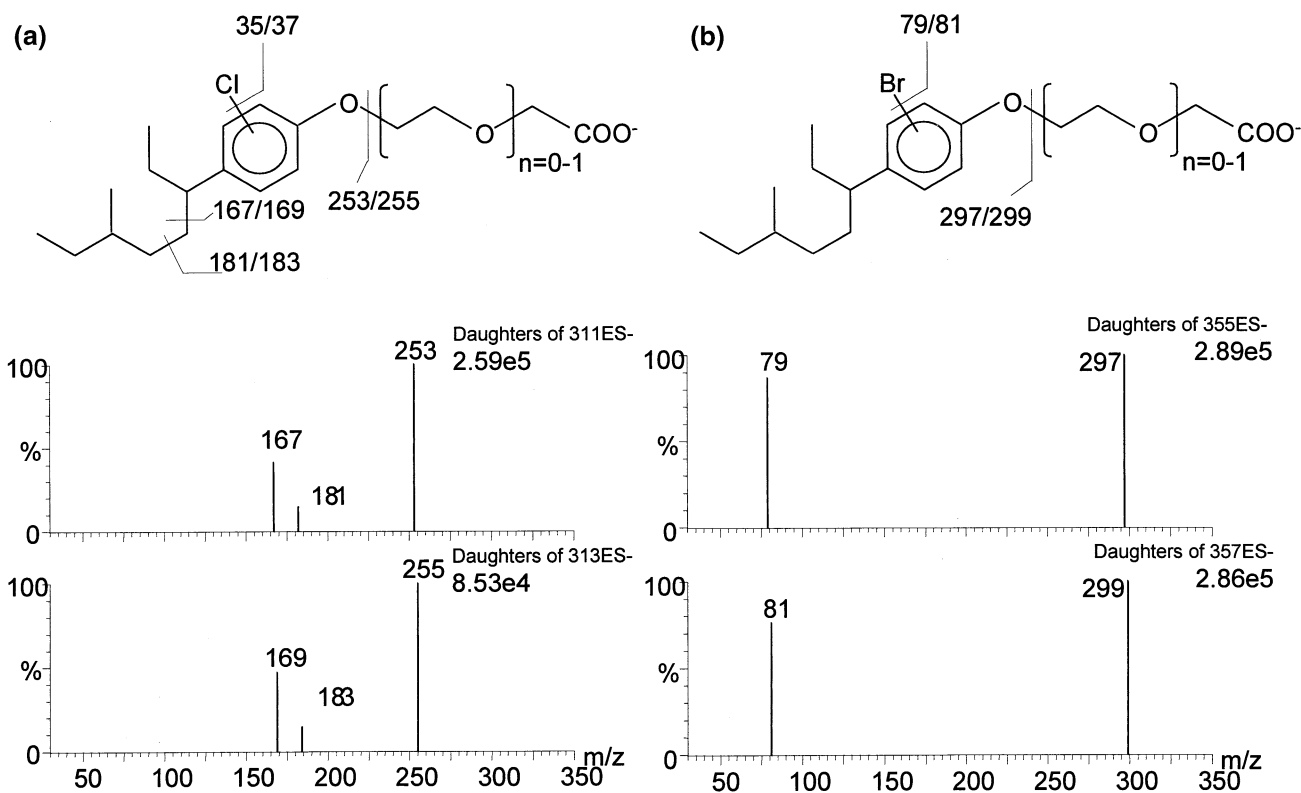 (a)
35/37
Cl
O
O
COO-
n=0-1
253/255
167/169
181/183
(b)
79/81
Br
O
O
COO-
n=0-1
297/299
Daughters of 311ES-
2.59e5
100
%
0
253
167
181
Daughters of 355ES-
2.89e5
100
%
0
79
297
Daughters of 313ES-
8.53e4
100
%
0
255
169
183
m/z
50 100 150 200 250 300 350
Daughters of 357ES-
2.86e5
100
%
0
81
299
m/z
50 100 150 200 250 300 350